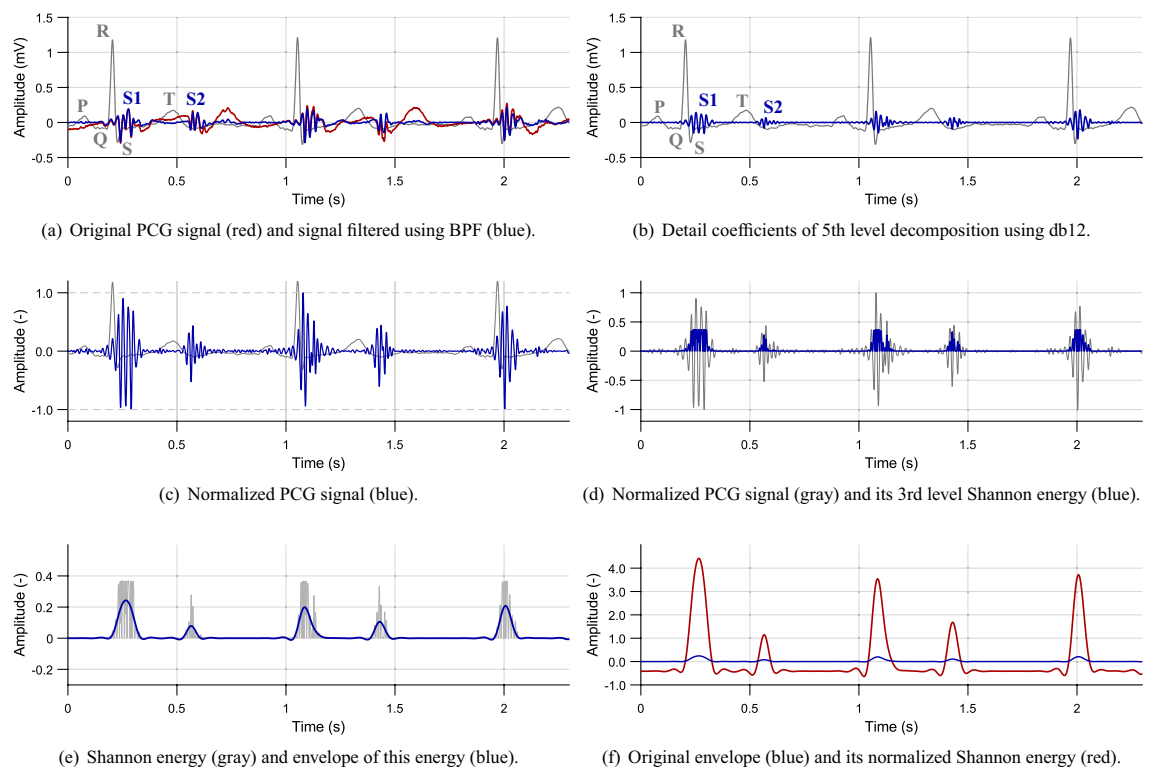 1.5
1
0.5
0
-0.5
Amplitude (mV)
R
P
Q
S
S1
T
S2
0
0.5
1
1.5
2
Time (s)
(a) Original PCG signal (red) and signal filtered using BPF (blue).
1.5
1
0.5
0
-0.5
Amplitude (mV)
R
P
Q
S
S1
T
S2
0
0.5
1
1.5
2
Time (s)
(b) Detail coefficients of 5th level decomposition using db12.
1.0
0.0
-1.0
Amplitude (-)
0
0.5
1
1.5
2
Time (s)
(c) Normalized PCG signal (blue).
1
0.5
0
-0.5
-1
Amplitude (-)
0
0.5
1
1.5
2
Time (s)
(d) Normalized PCG signal (gray) and its 3rd level Shannon energy (blue).
0.4
0.2
0
-0.2
Amplitude (-)
0
0.5
1
1.5
2
Time (s)
(e) Shannon energy (gray) and envelope of this energy (blue).
4.0
3.0
2.0
1.0
0.0
-1.0
Amplitude (-)
0
0.5
1
1.5
2
Time (s)
(f) Original envelope (blue) and its normalized Shannon energy (red).